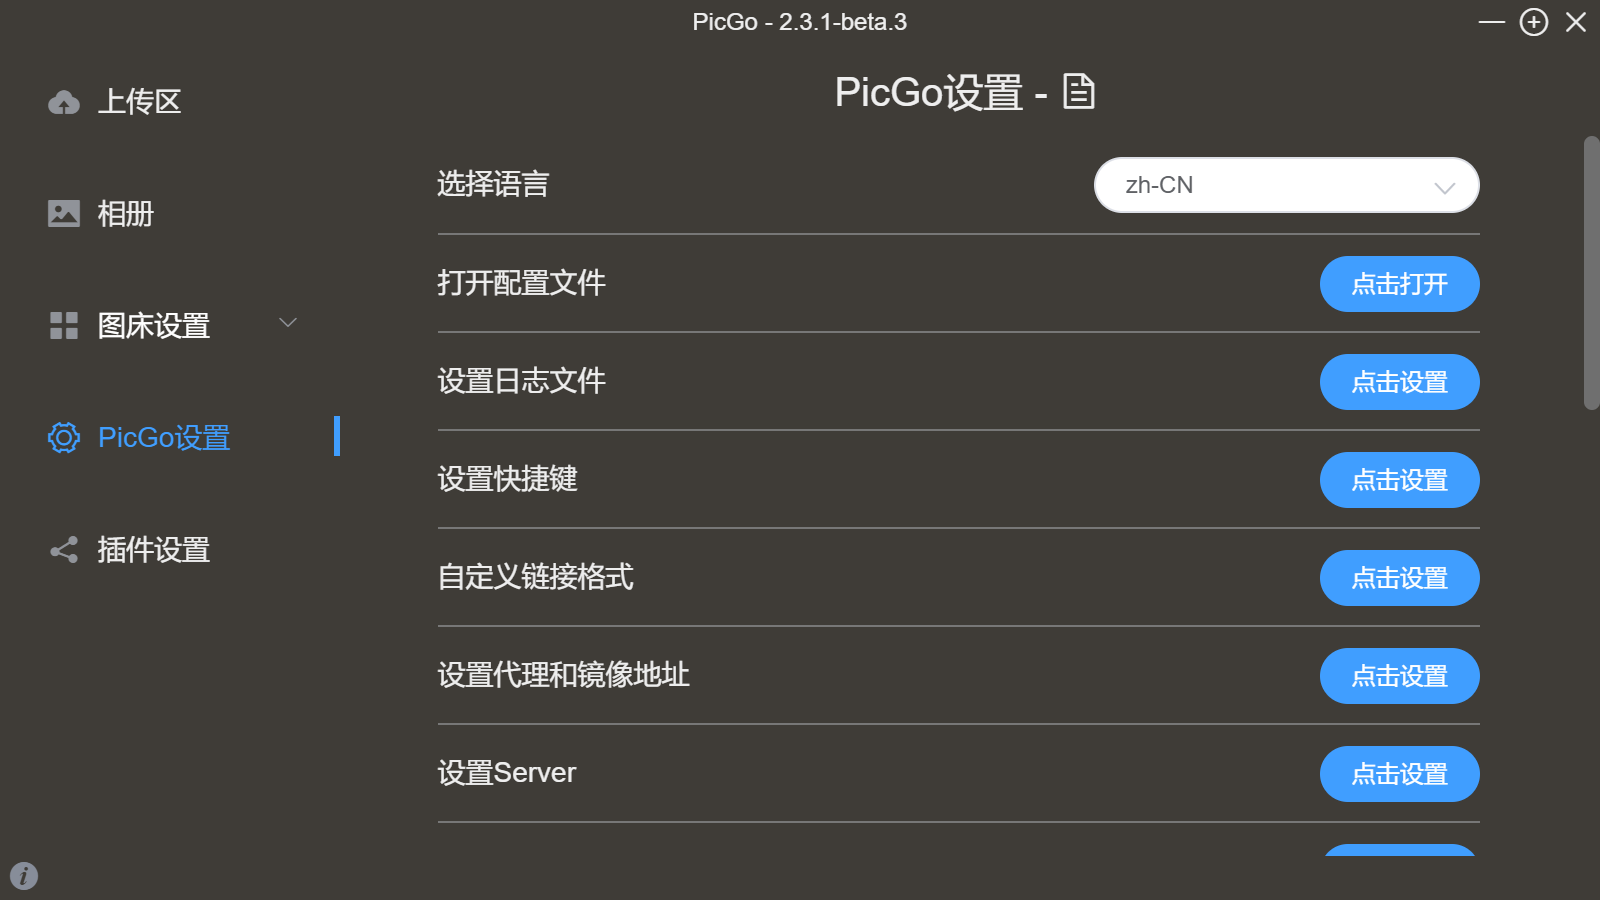 PicGo - 2.3.1-beta.3
上传区
相册
图床设置
PicGo设置
插件设置
PicGo设置 -
选择语言
zh-CN
打开配置文件
点击打开
设置日志文件
点击设置
设置快捷键
点击设置
自定义链接格式
点击设置
设置代理和镜像地址
点击设置
设置Server
点击设置